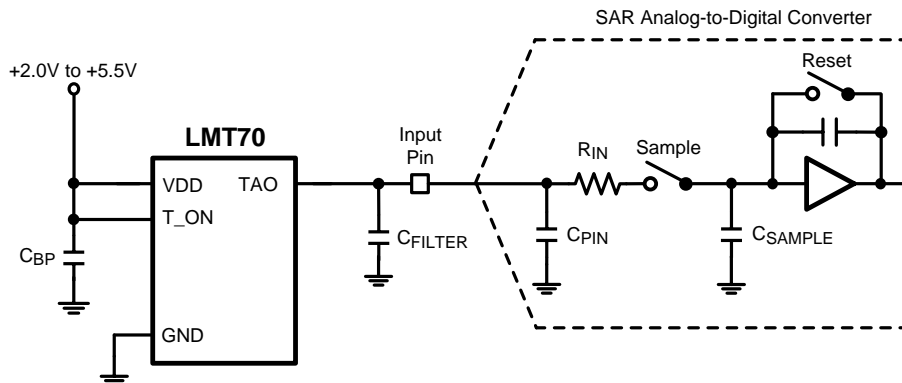 SAR Analog-to-Digital Converter
+2.0V to +5.5V
Reset
LMT70
Input
Pin
RIN
Sample
VDD
TAO
T_ON
CBP
CFILTER
CPIN
CSAMPLE
GND